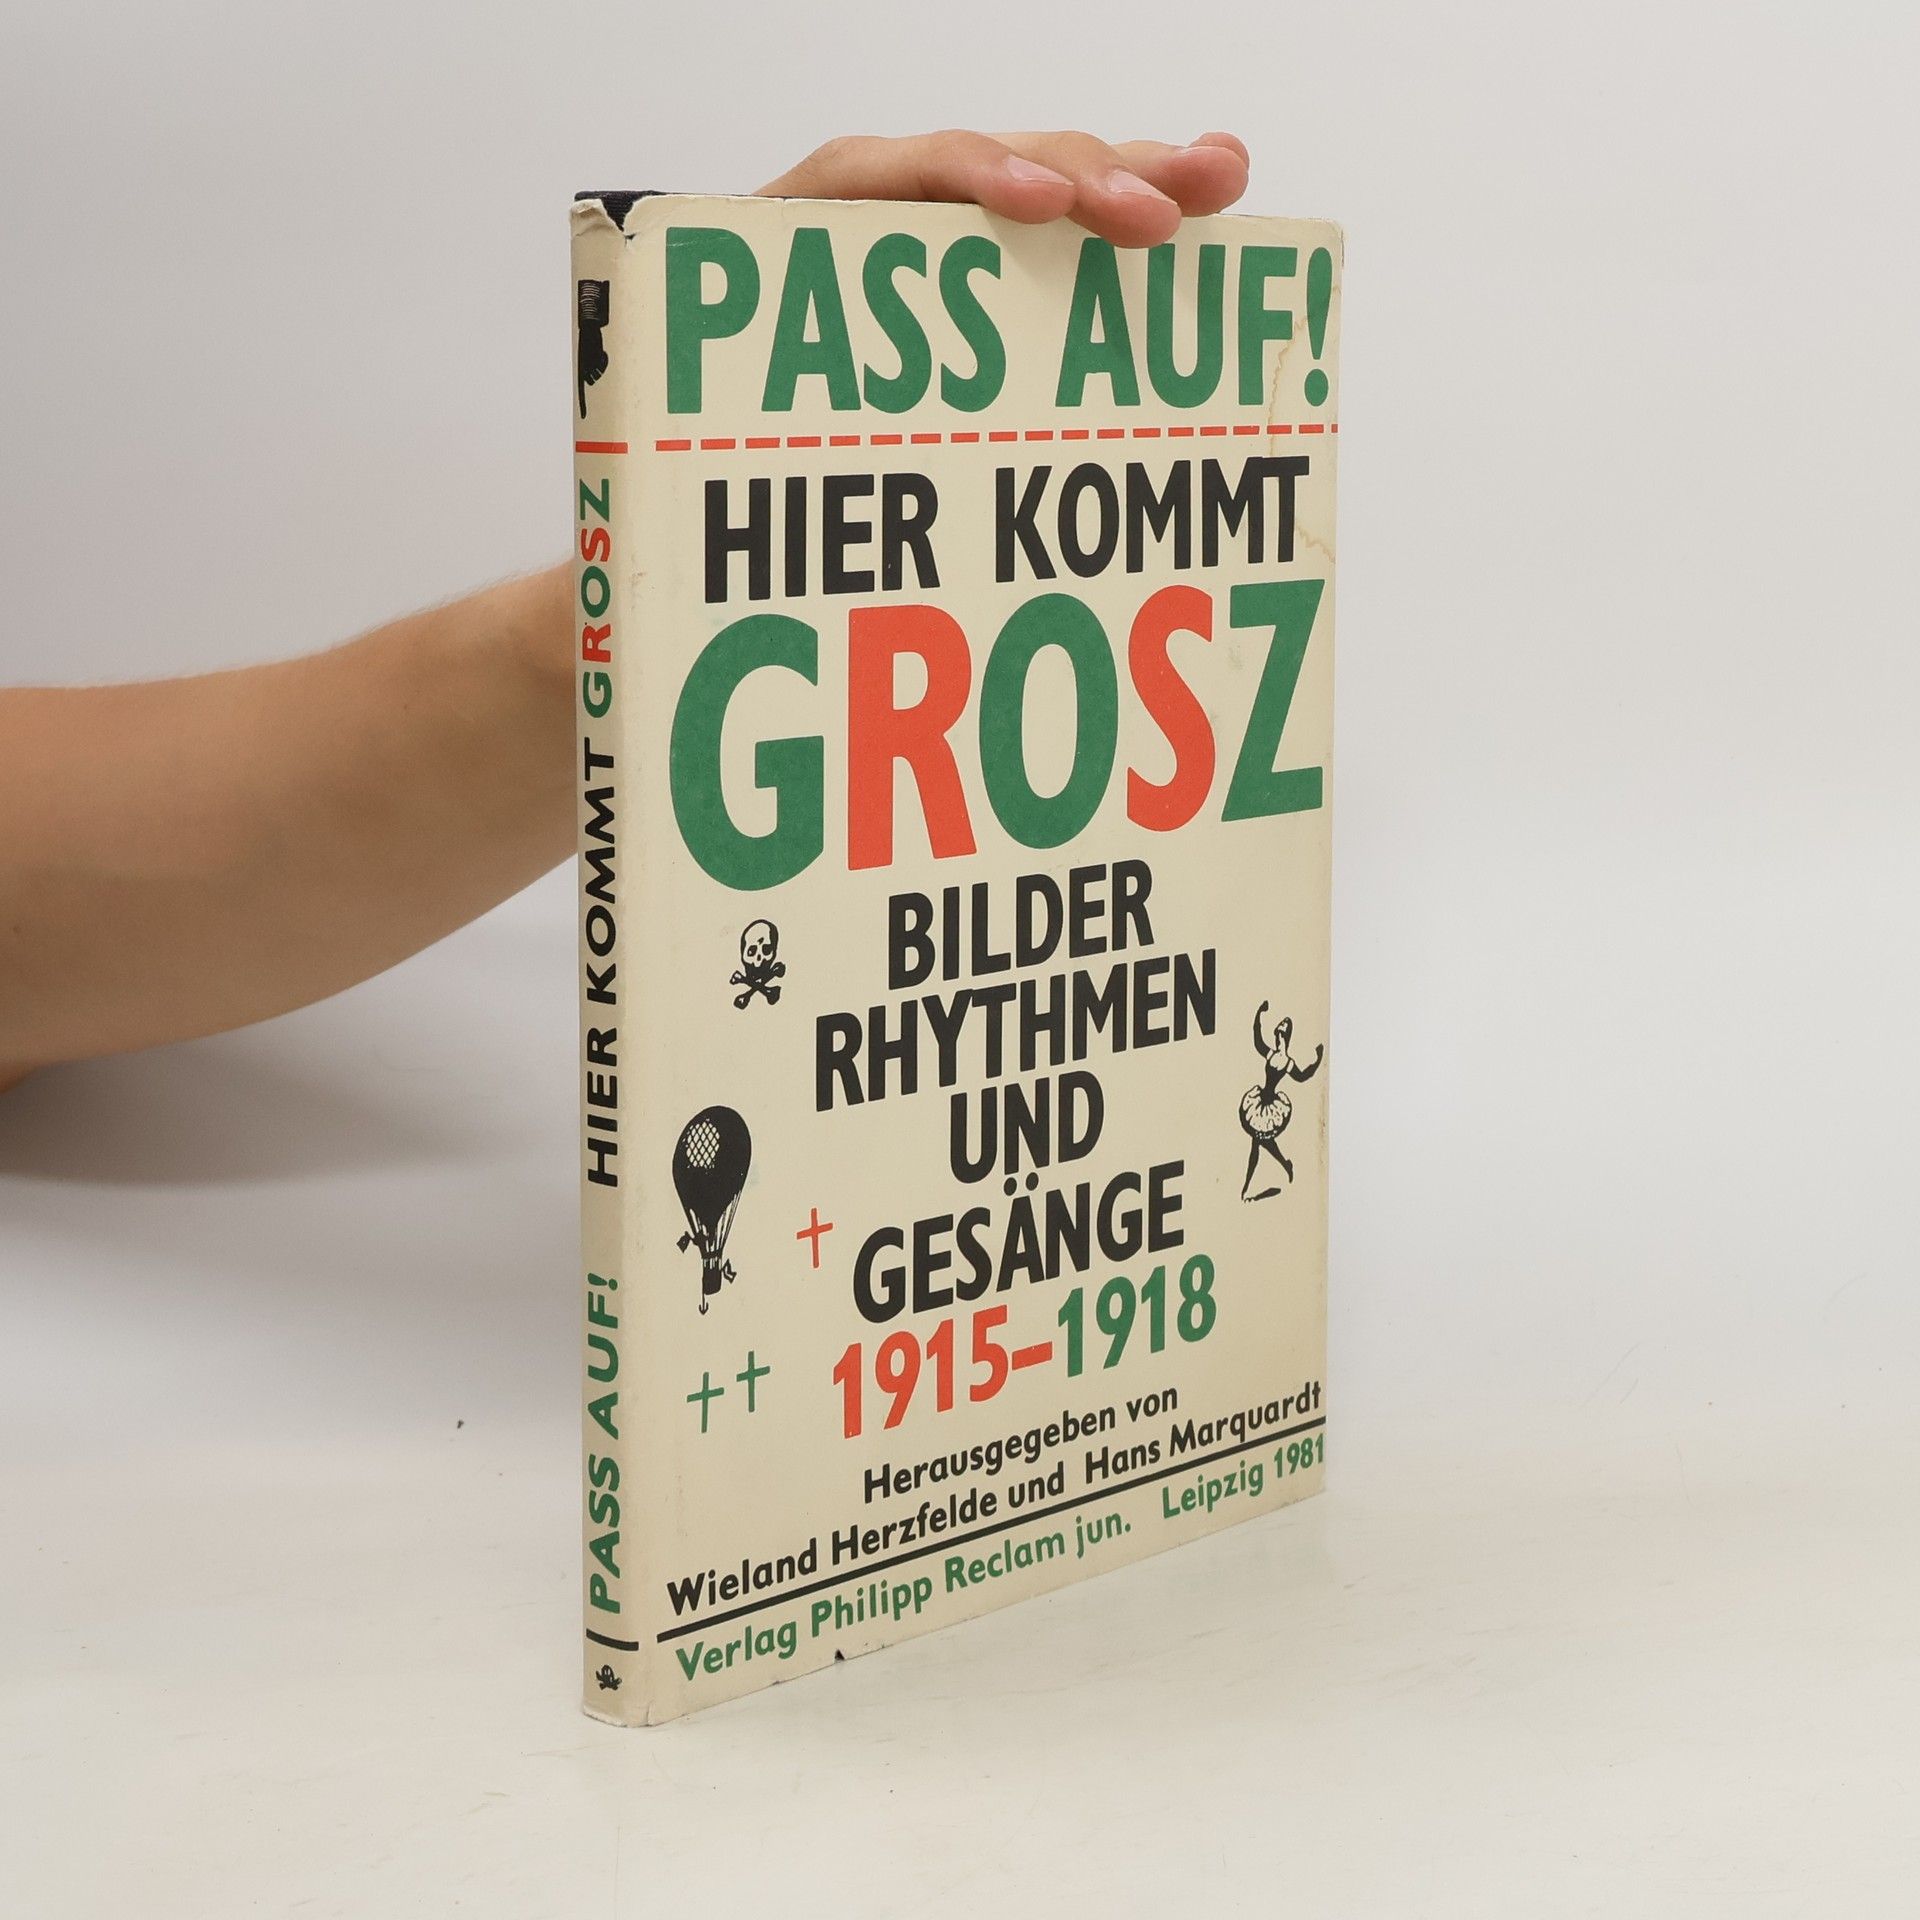 PASS AUF!
HIER KOMMT
GROSZ
BILDER
RHYTHMEN
UND
GESÄNGE
1915–1918
Herausgegeben von
Wieland Herzfelde und Hans Marquardt
Verlag Philipp Reclam jun. Leipzig 1981
PASS AUF! HIER KOMMT GROSZ